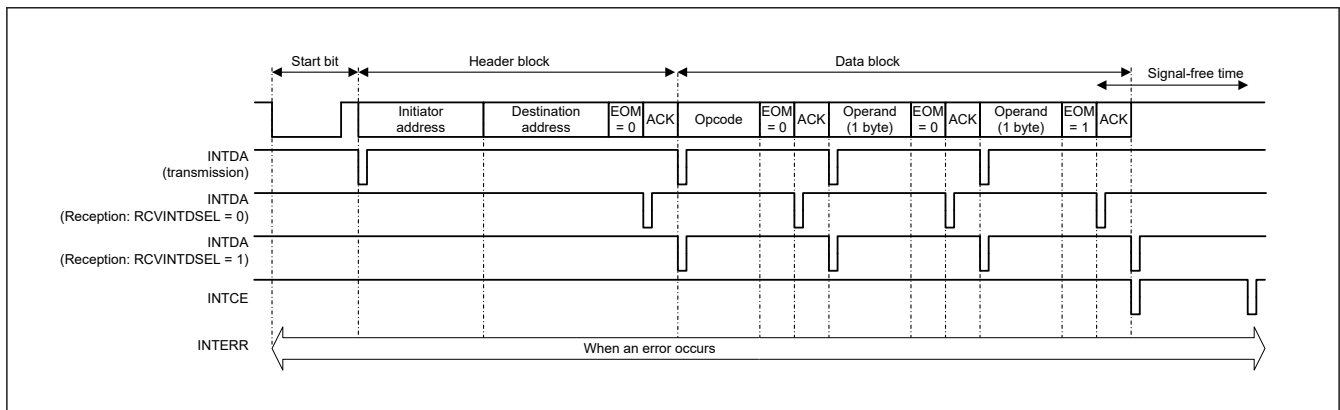 Start bit
Header block
Data block
Signal-free time
Initiator
address
Destination
address
EOM
= 0
ACK
Opcode
EOM
= 0
ACK
Operand
(1 byte)
EOM
= 0
ACK
Operand
(1 byte)
EOM
= 1
ACK
INTDA
(transmission)
INTDA
(Reception: RCVINTDSEL = 0)
INTDA
(Reception: RCVINTDSEL = 1)
INTCE
INTERR
When an error occurs